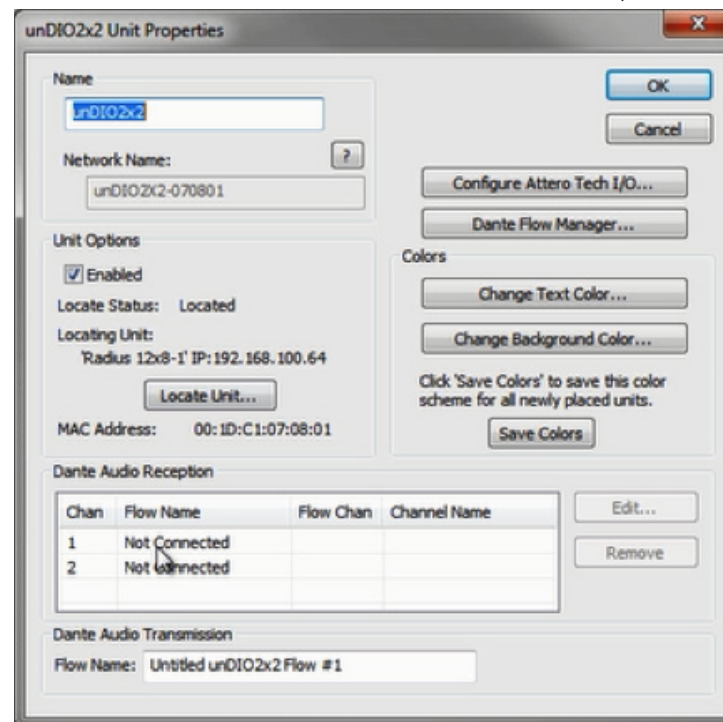 unDIO2x2 Unit Properties
Name
OK
unDIO2x2
Cancel
Network Name:
?
unDIO2X2-070801
Configure Attero Tech I/O...
Dante Flow Manager...
Unit Options
Colors
Enabled
Change Text Color...
Locate Status: Located
Locating Unit:
Change Background Color...
'Radius 12x8-1' IP:192.168.100.64
Click 'Save Colors' to save this color
scheme for all newly placed units.
Locate Unit...
Save Colors
MAC Address: 00:1D:C1:07:08:01
Dante Audio Reception
Chan Flow Name Flow Chan Channel Name
Edit...
1 Not Connected
Remove
2 Not Connected
Dante Audio Transmission
Flow Name: Untitled unDIO2x2 Flow #1